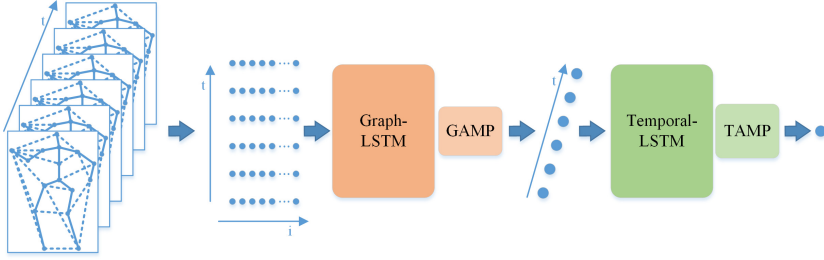 t
t
i
Graph-
LSTM
GAMP
t
Temporal-
LSTM
TAMP